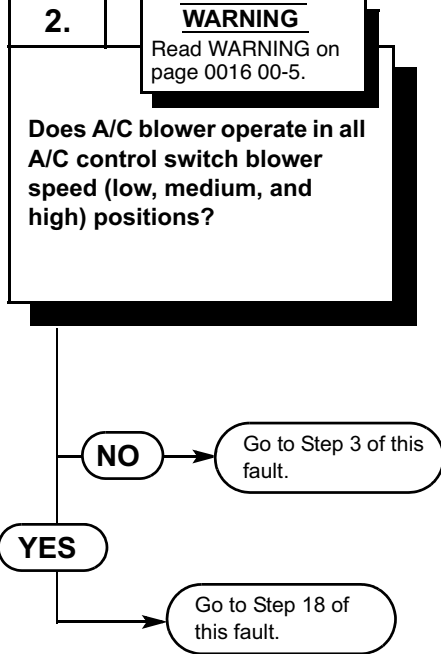 2.
WARNING
Read WARNING on
page 0016 00-5.
Does A/C blower operate in all
A/C control switch blower
speed (low, medium, and
high) positions?
NO
Go to Step 3 of this
fault.
YES
Go to Step 18 of
this fault.